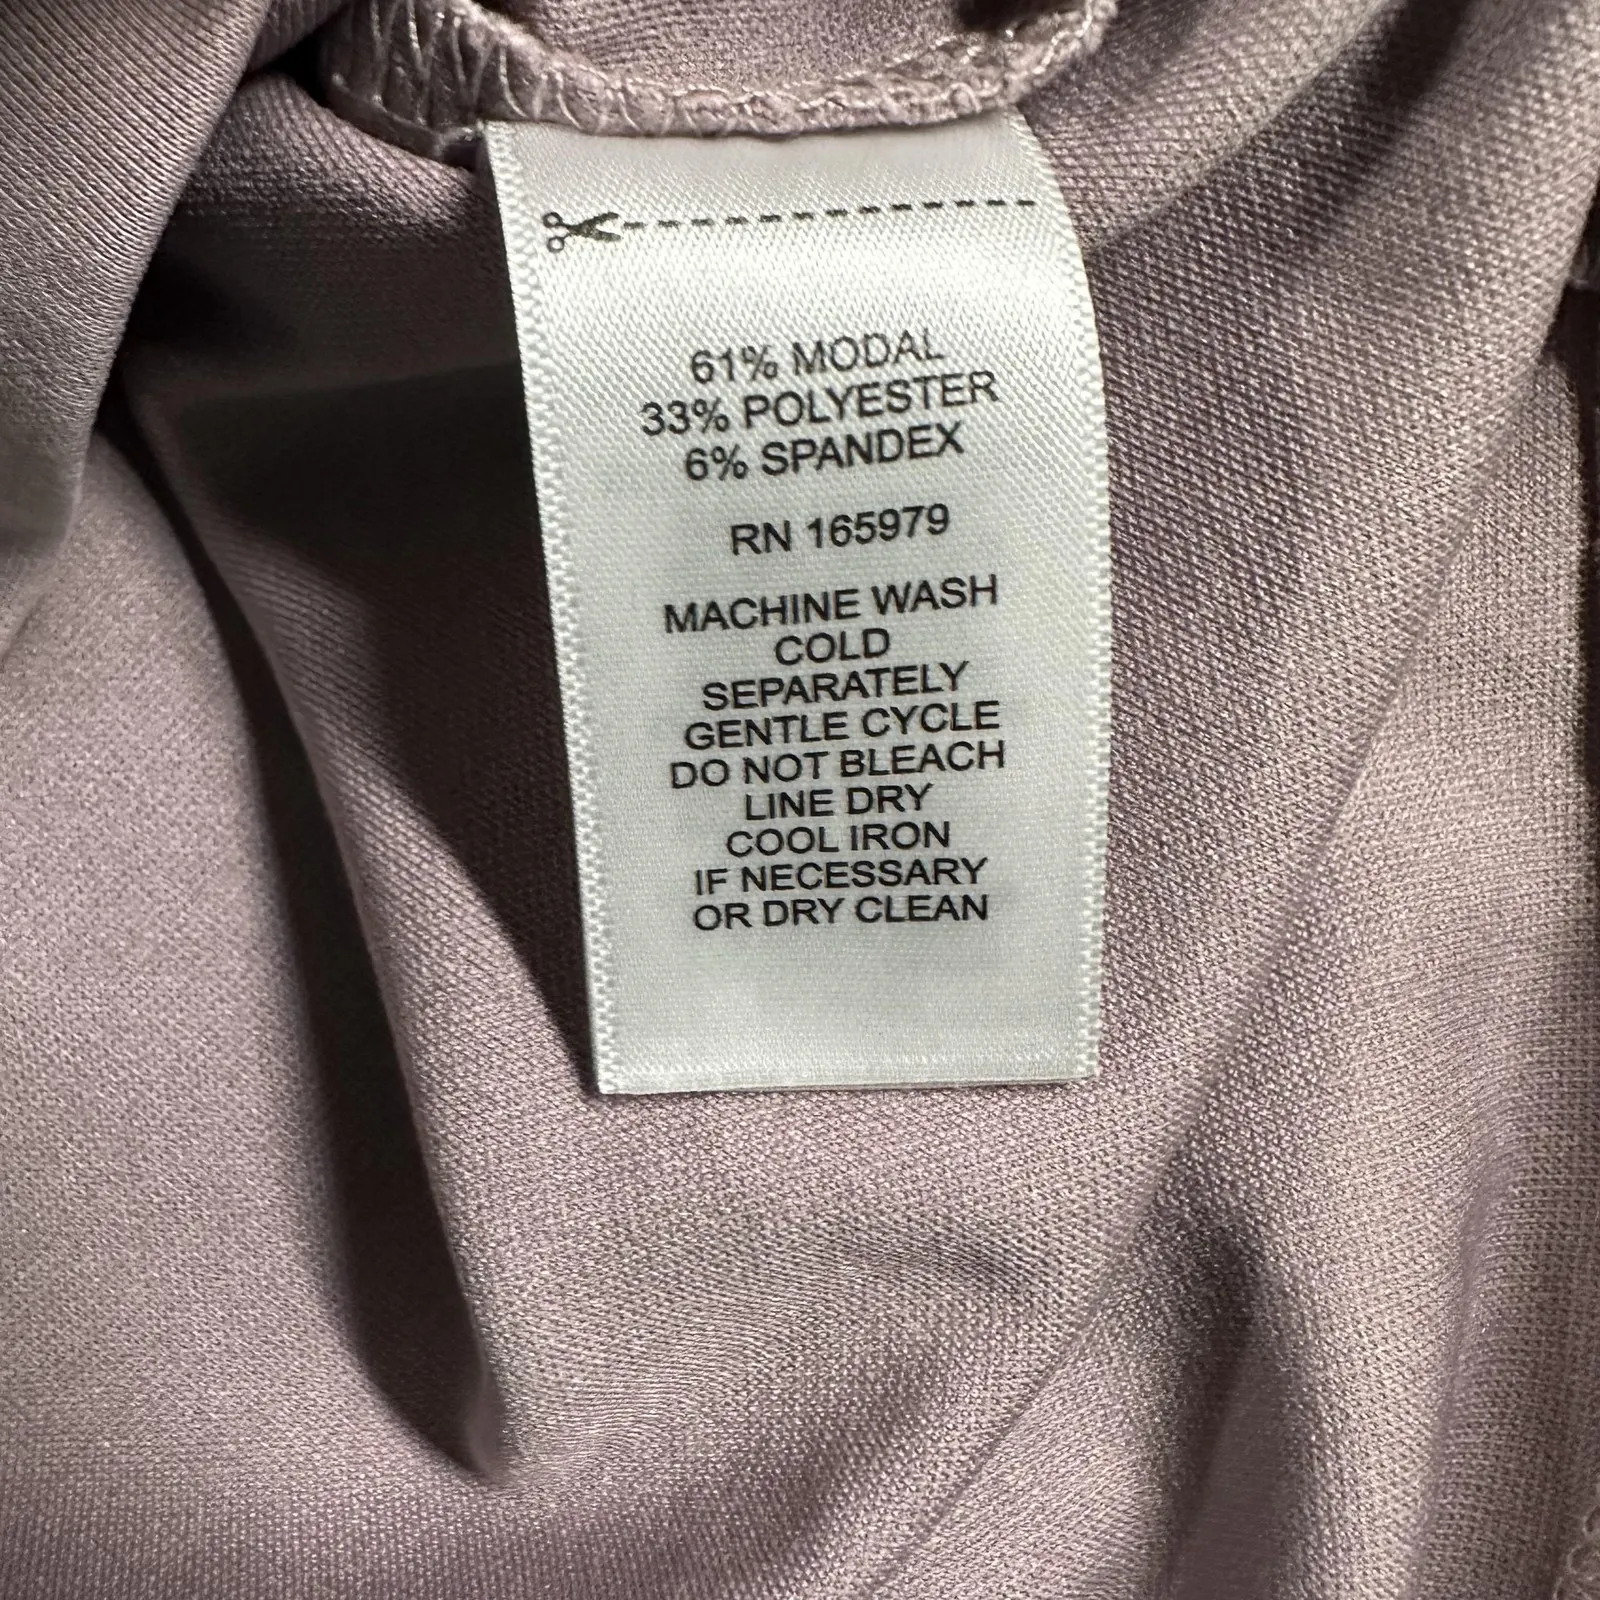 61% MODAL
33% POLYESTER
6% SPANDEX
RN 165979
MACHINE WASH
COLD
SEPARATELY
GENTLE CYCLE
DO NOT BLEACH
LINE DRY
COOL IRON
IF NECESSARY
OR DRY CLEAN